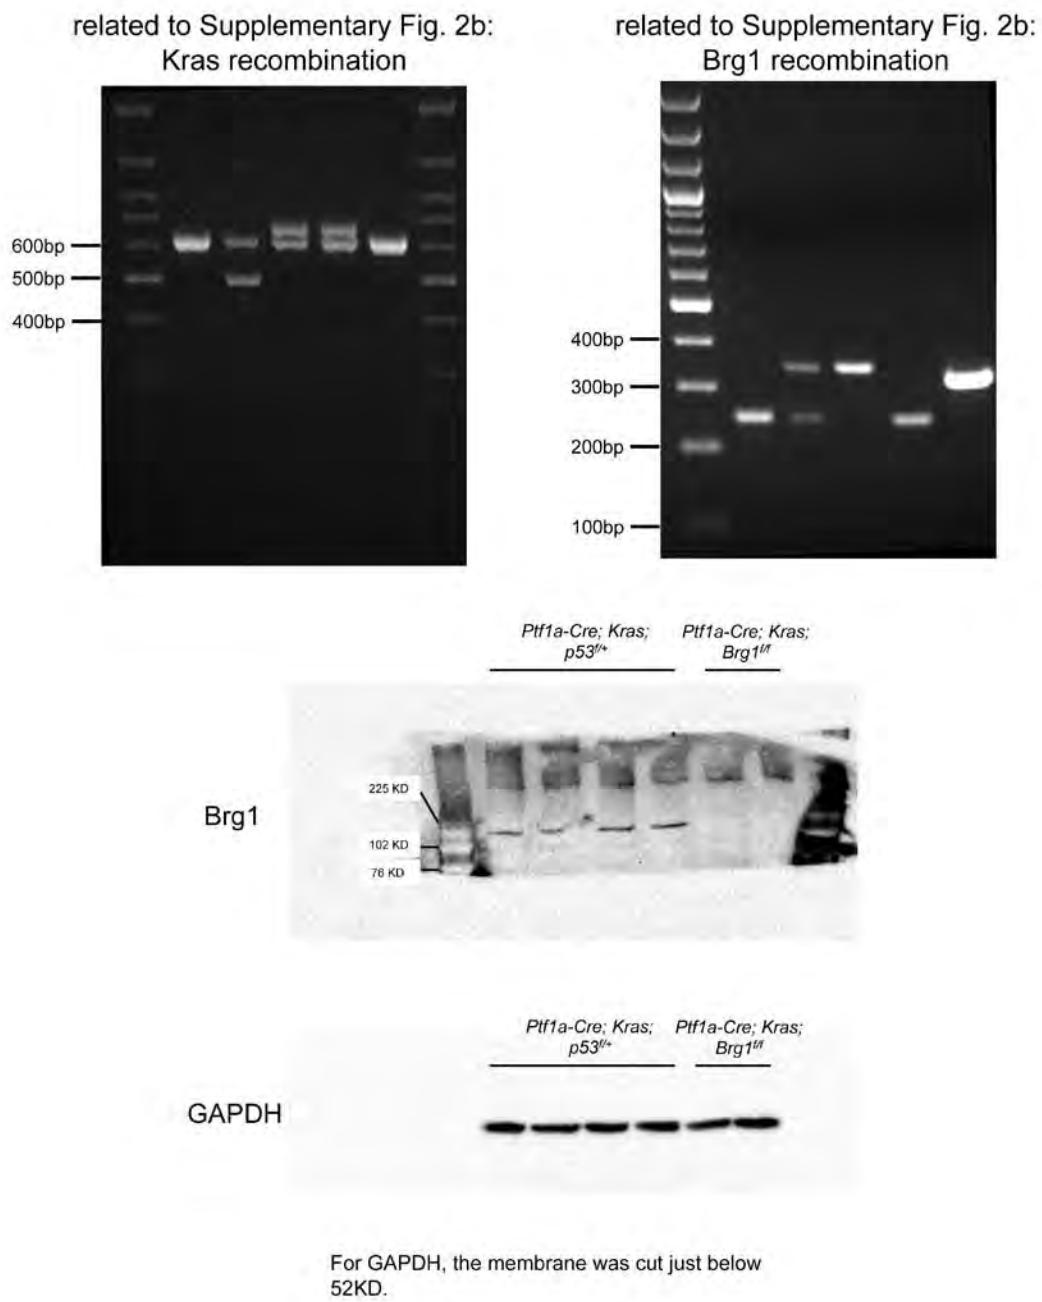 related to Supplementary Fig. 2b:
Kras recombination
600bp
500bp
400bp
related to Supplementary Fig. 2b:
Brg1 recombination
400bp
300bp
200bp
100bp
Ptf1a-Cre; Kras;
p53f/+
Ptf1a-Cre; Kras;
Brg1f/f
Brg1
225 KD
102 KD
76 KD
Ptf1a-Cre; Kras;
p53f/+
Ptf1a-Cre; Kras;
Brg1f/f
GAPDH
For GAPDH, the membrane was cut just below
52KD.